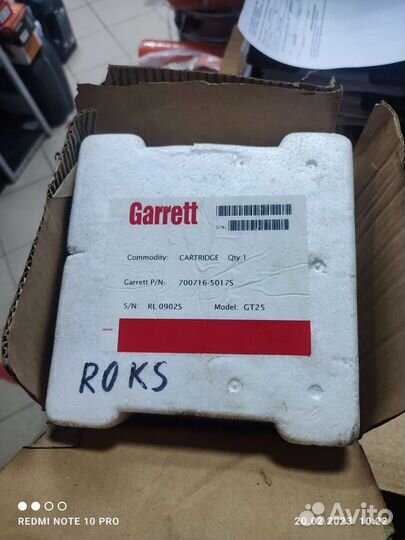 Garrett
S/N:
Commodity: CARTRIDGE Qty 1
Garrett P/N: 700716-5017S
S/N: RL 0902S Model: GT25
ROKS
REDMI NOTE 10 PRO
20.02.2023 10:22
Avito